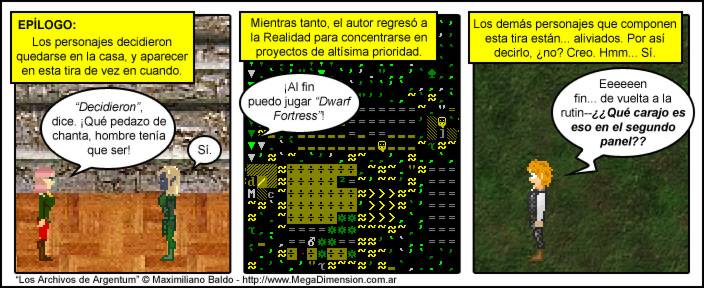 EPÍLOGO:
Los personajes decidieron
quedarse en la casa, y aparecer
en esta tira de vez en cuando.
"Decidieron",
dice. ¡Qué pedazo de
chanta, hombre tenía
que ser!
Sí.
Mientras tanto, el autor regresó a
la Realidad para concentrarse en
proyectos de altísima prioridad.
¡Al fin
puedo jugar "Dwarf
Fortress"!
Los demás personajes que componen
esta tira están... aliviados. Por así
decirlo, ¿no? Creo. Hmm... Sí.
Eeeeeen
fin... de vuelta a la
rutin--¿¿Qué carajo es
eso en el segundo
panel??
"Los Archivos de Argentum" © Maximiliano Baldo - http://www.MegaDimension.com.ar